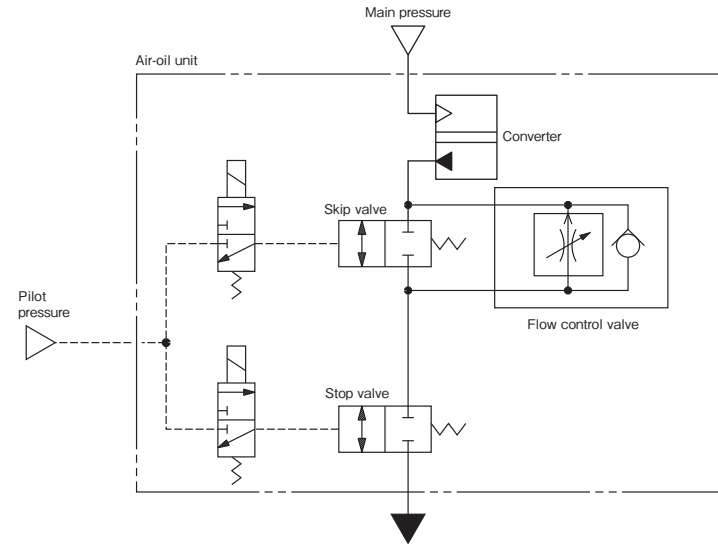 Main pressure
Air-oil unit
Converter
Skip valve
Pilot
pressure
Flow control valve
Stop valve